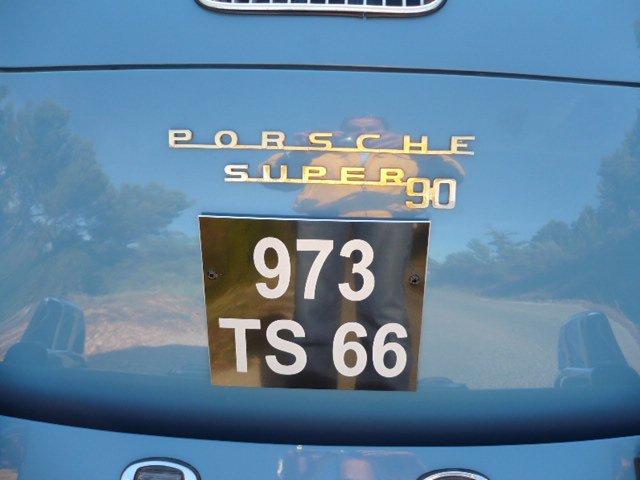 PORSCHE
SUPER 90
973
TS 66